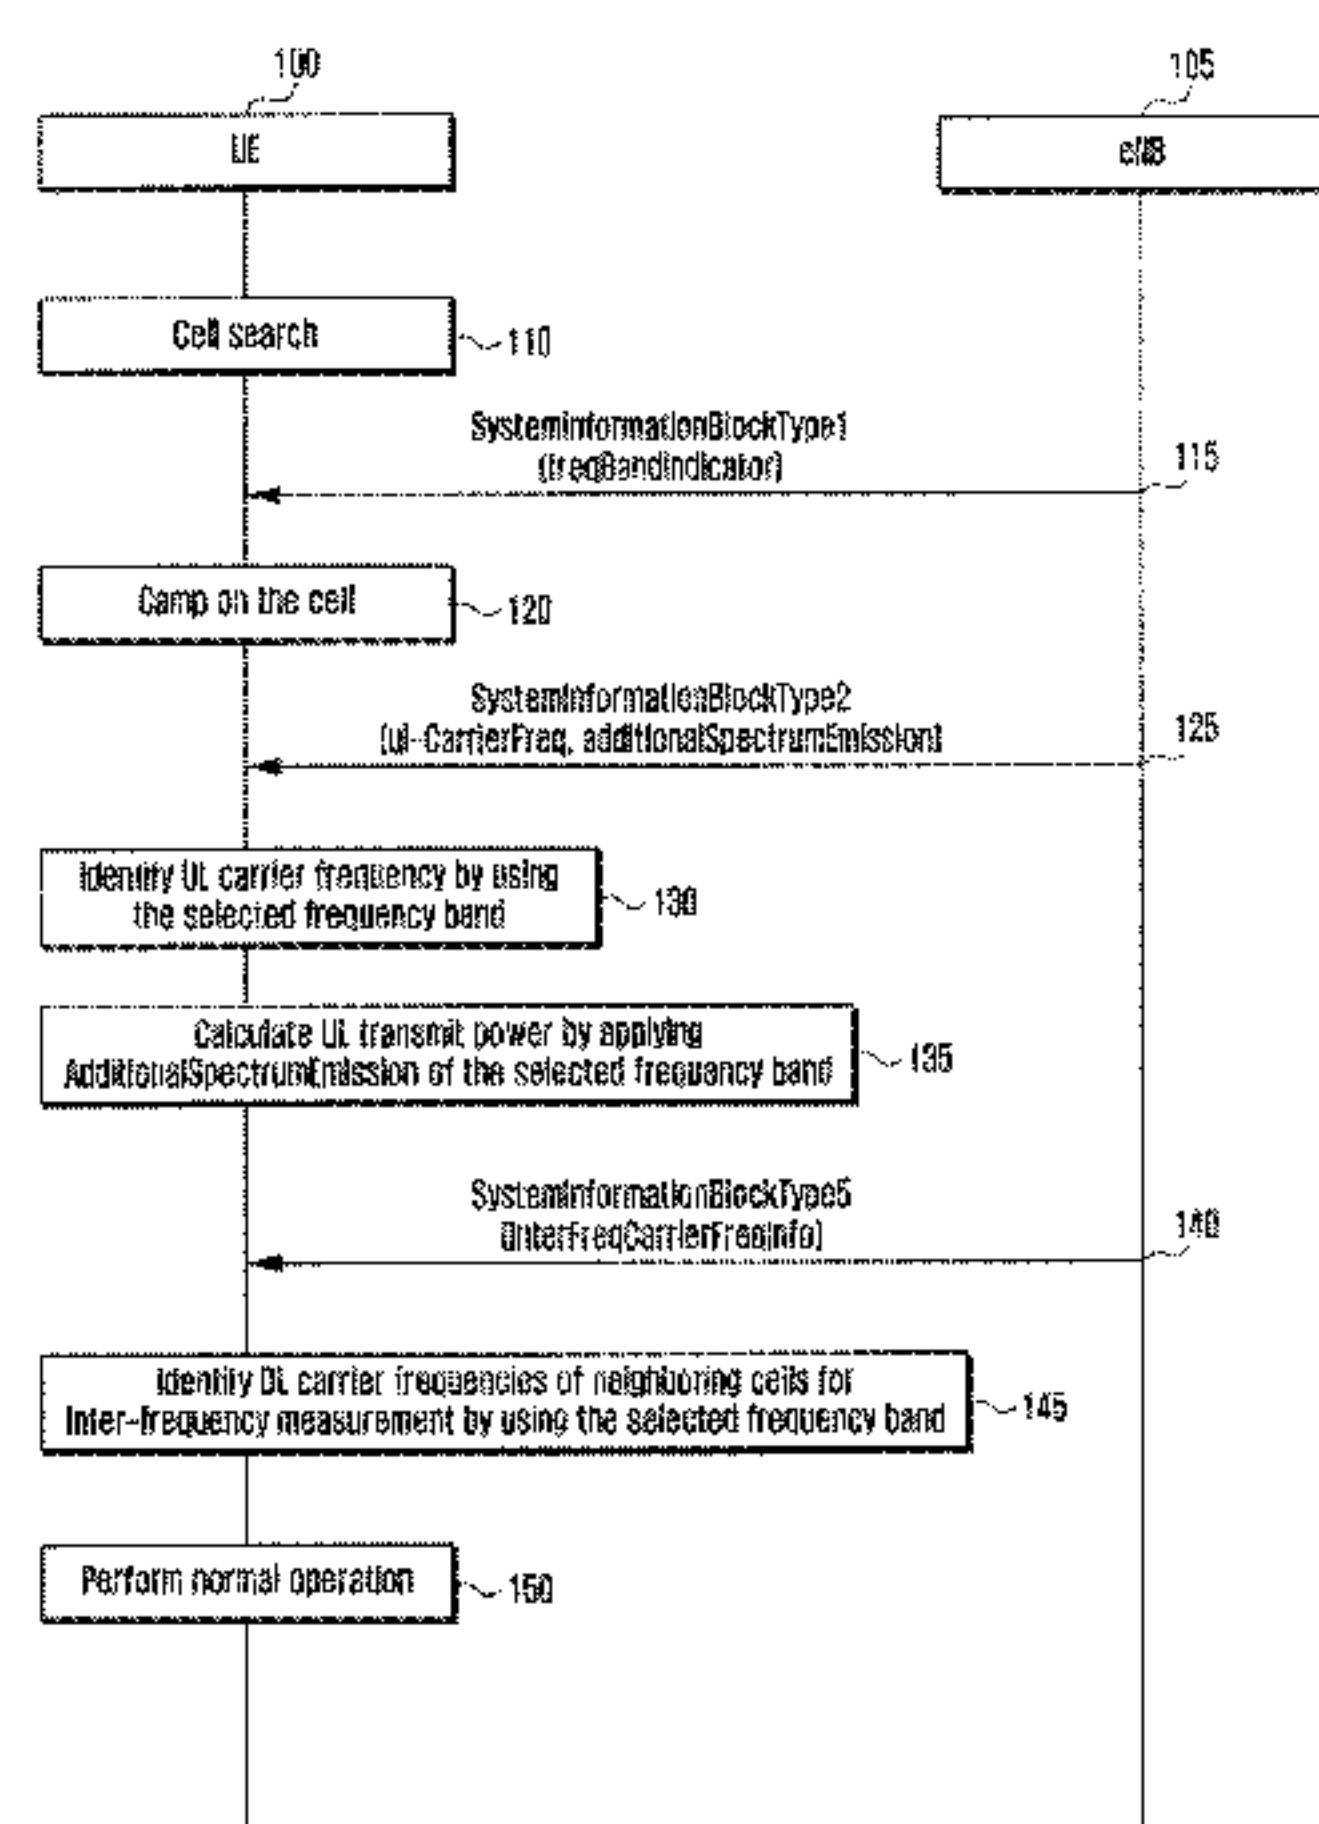 100
105
UE
eNB
Cell search
110
SystemInformationBlockType1
(freqBandIndicator)
115
Camp on the cell
120
SystemInformationBlockType2
(ul-CarrierFreq, additionalSpectrumEmission)
125
Identify UL carrier frequency by using
the selected frequency band
130
Calculate UL transmit power by applying
AdditionalSpectrumEmission of the selected frequency band
135
SystemInformationBlockType5
(InterFreqCarrierFreqInfo)
140
Identify DL carrier frequencies of neighboring cells for
Inter-frequency measurement by using the selected frequency band
145
Perform normal operation
150